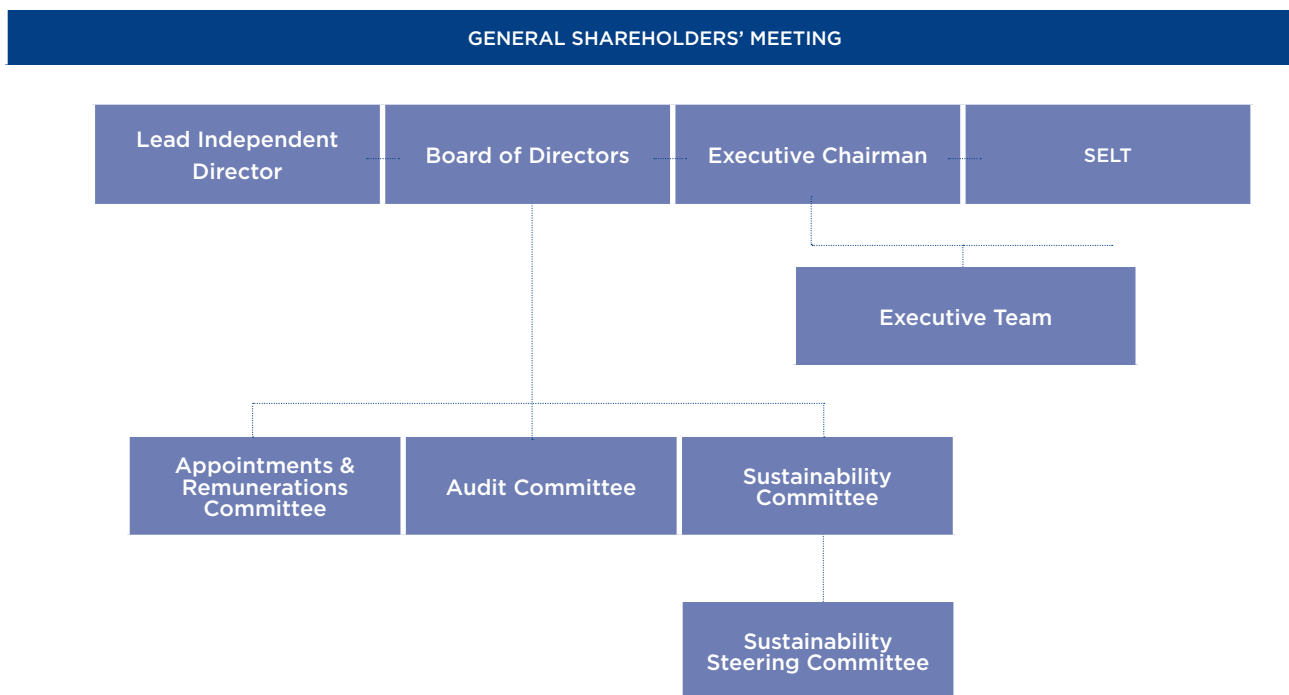 GENERAL SHAREHOLDERS’ MEETING
Lead Independent
Director
Board of Directors
Executive Chairman
SELT
Executive Team
Appointments &
Remunerations
Committee
Audit Committee
Sustainability
Committee
Sustainability
Steering Committee